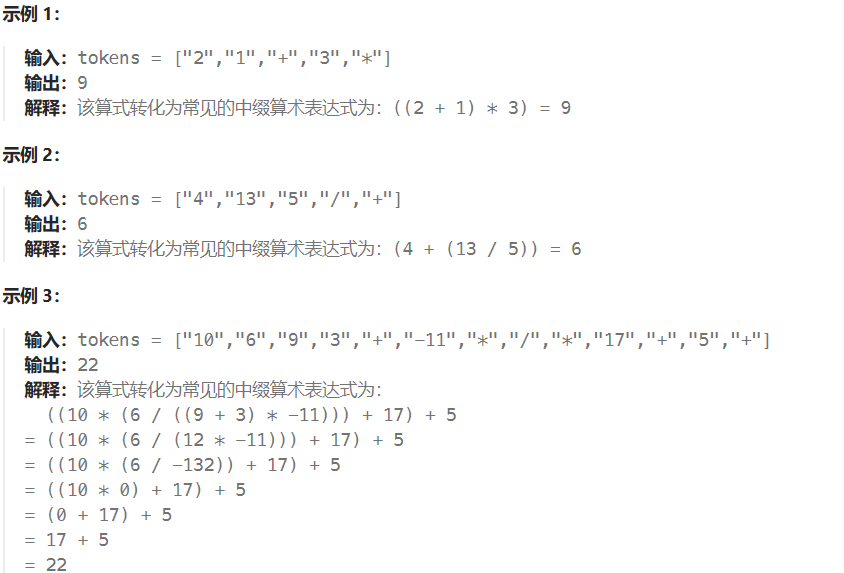 示例 1：
输入：tokens = ["2","1","+","3","*"]
输出：9
解释：该算式转化为常见的中缀算术表达式为：((2 + 1) * 3) = 9
示例 2：
输入：tokens = ["4","13","5","/","+"]
输出：6
解释：该算式转化为常见的中缀算术表达式为：(4 + (13 / 5)) = 6
示例 3：
输入：tokens = ["10","6","9","3","+","-11","*","/","*","17","+","5","+"]
输出：22
解释：该算式转化为常见的中缀算术表达式为：
((10 * (6 / ((9 + 3) * -11))) + 17) + 5
= ((10 * (6 / (12 * -11))) + 17) + 5
= ((10 * (6 / -132)) + 17) + 5
= ((10 * 0) + 17) + 5
= (0 + 17) + 5
= 17 + 5
= 22